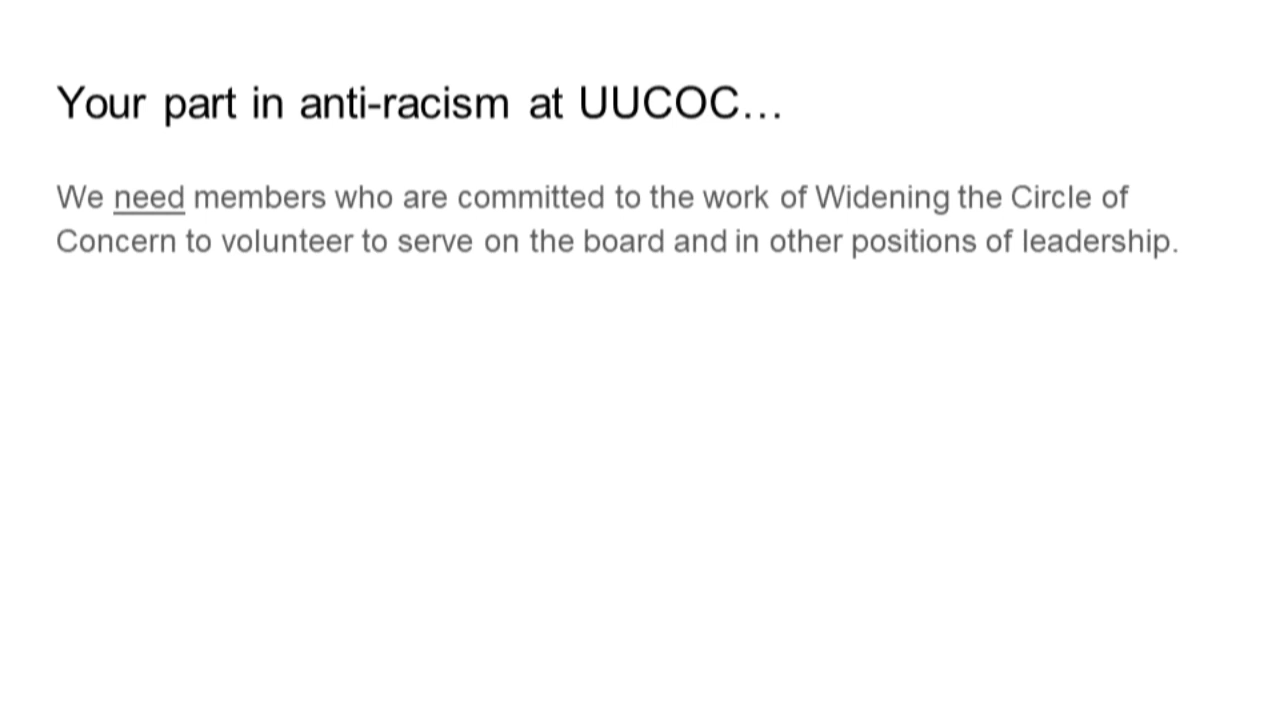 Your part in anti-racism at UUCOC…
We need members who are committed to the work of Widening the Circle of
Concern to volunteer to serve on the board and in other positions of leadership.